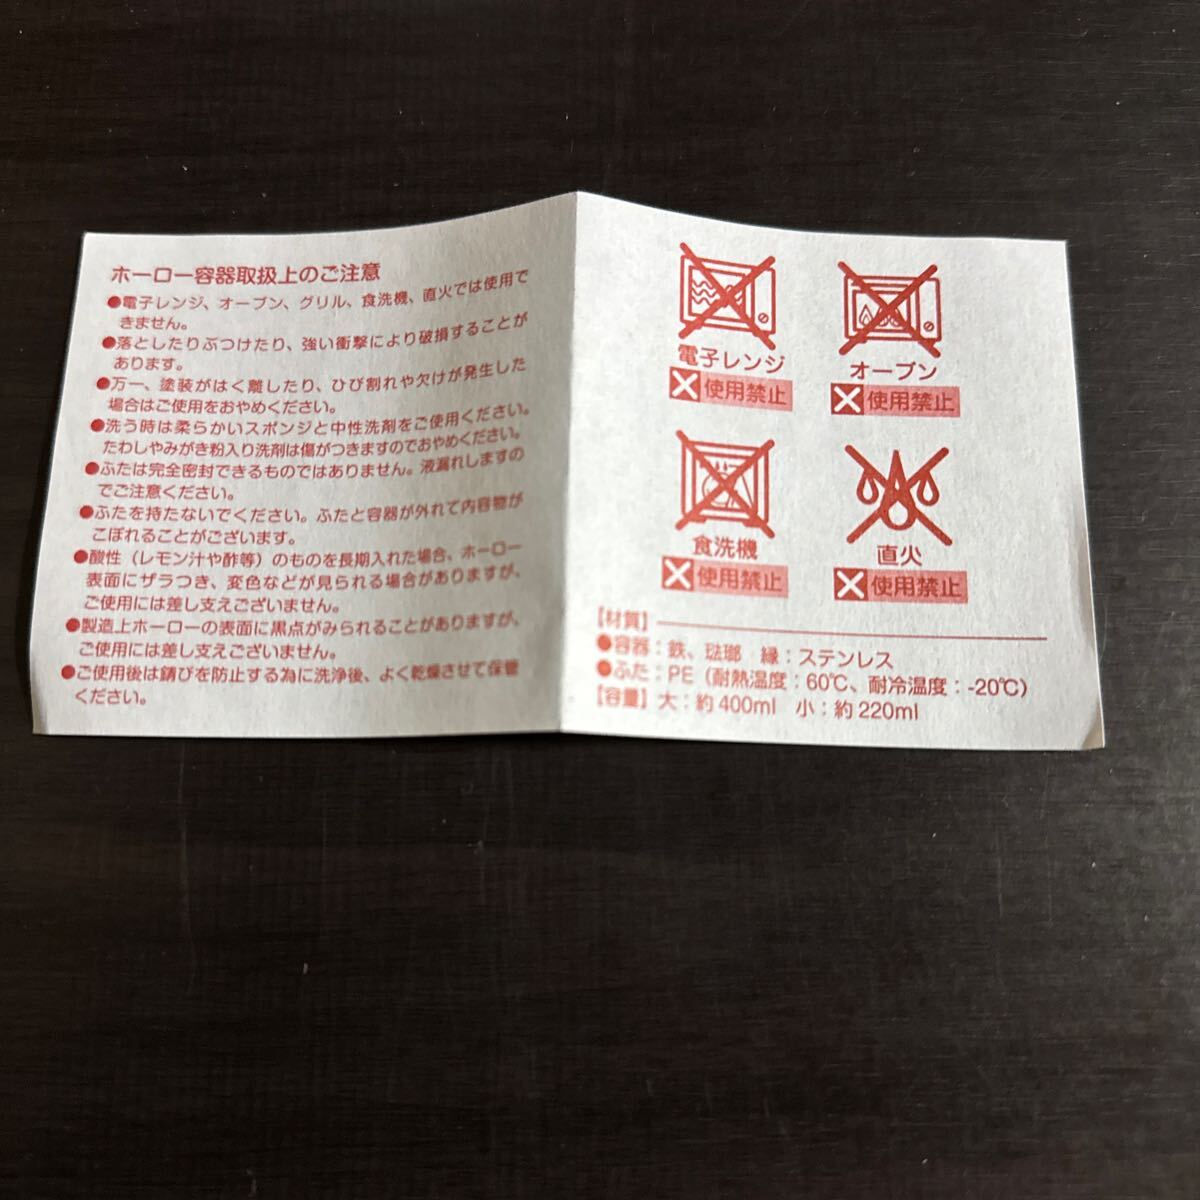 ホーロー容器取扱上のご注意
●電子レンジ、オーブン、グリル、食洗機、直火では使用で
きません。
●落としたりぶつけたり、強い衝撃により破損することが
あります。
●万一、塗装がはく離したり、ひび割れや欠けが発生した
場合はご使用をおやめください。
●洗う時は柔らかいスポンジと中性洗剤をご使用ください。
たわしやみがき粉入り洗剤は傷がつきますのでおやめください。
●ふたは完全密封できるものではありません。液漏れしますの
でご注意ください。
●ふたを持たないでください。ふたと容器が外れて内容物が
こぼれることがございます。
●酸性（レモン汁や酢等）のものを長期入れた場合、ホーロー
表面にザラつき、変色などが見られる場合がありますが、
ご使用には差し支えございません。
●製造上ホーローの表面に黒点がみられることがありますが、
ご使用には差し支えございません。
●ご使用後は錆びを防止する為に洗浄後、よく乾燥させて保管
ください。
電子レンジ
使用禁止
オーブン
使用禁止
食洗機
使用禁止
直火
使用禁止
【材質】
●容器：鉄、琺瑯　縁：ステンレス
●ふた：PE（耐熱温度：60℃、耐冷温度：-20℃）
【容量】大：約400ml　小：約220ml